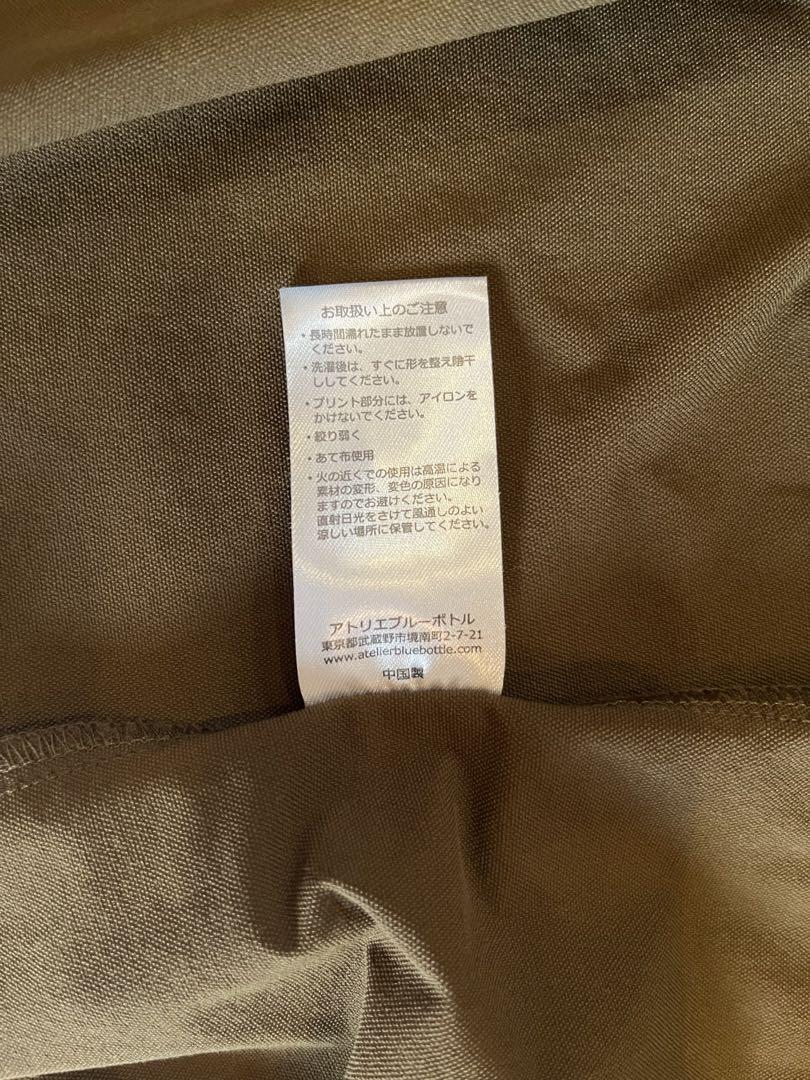 お取扱い上のご注意
・長時間濡れたまま放置しないで
ください。
・洗濯後は、すぐに形を整え陰干
ししてください。
・プリント部分には、アイロンを
かけないでください。
・絞り弱く
・あて布使用
・火の近くでの使用は高温による
素材の変形、変色の原因になり
ますのでお避けください。
直射日光をさけて風通しのよい
涼しい場所に保管してください。
アトリエブルーボトル
東京都武蔵野市境南町2-7-21
www.atelierbluebottle.com
中国製